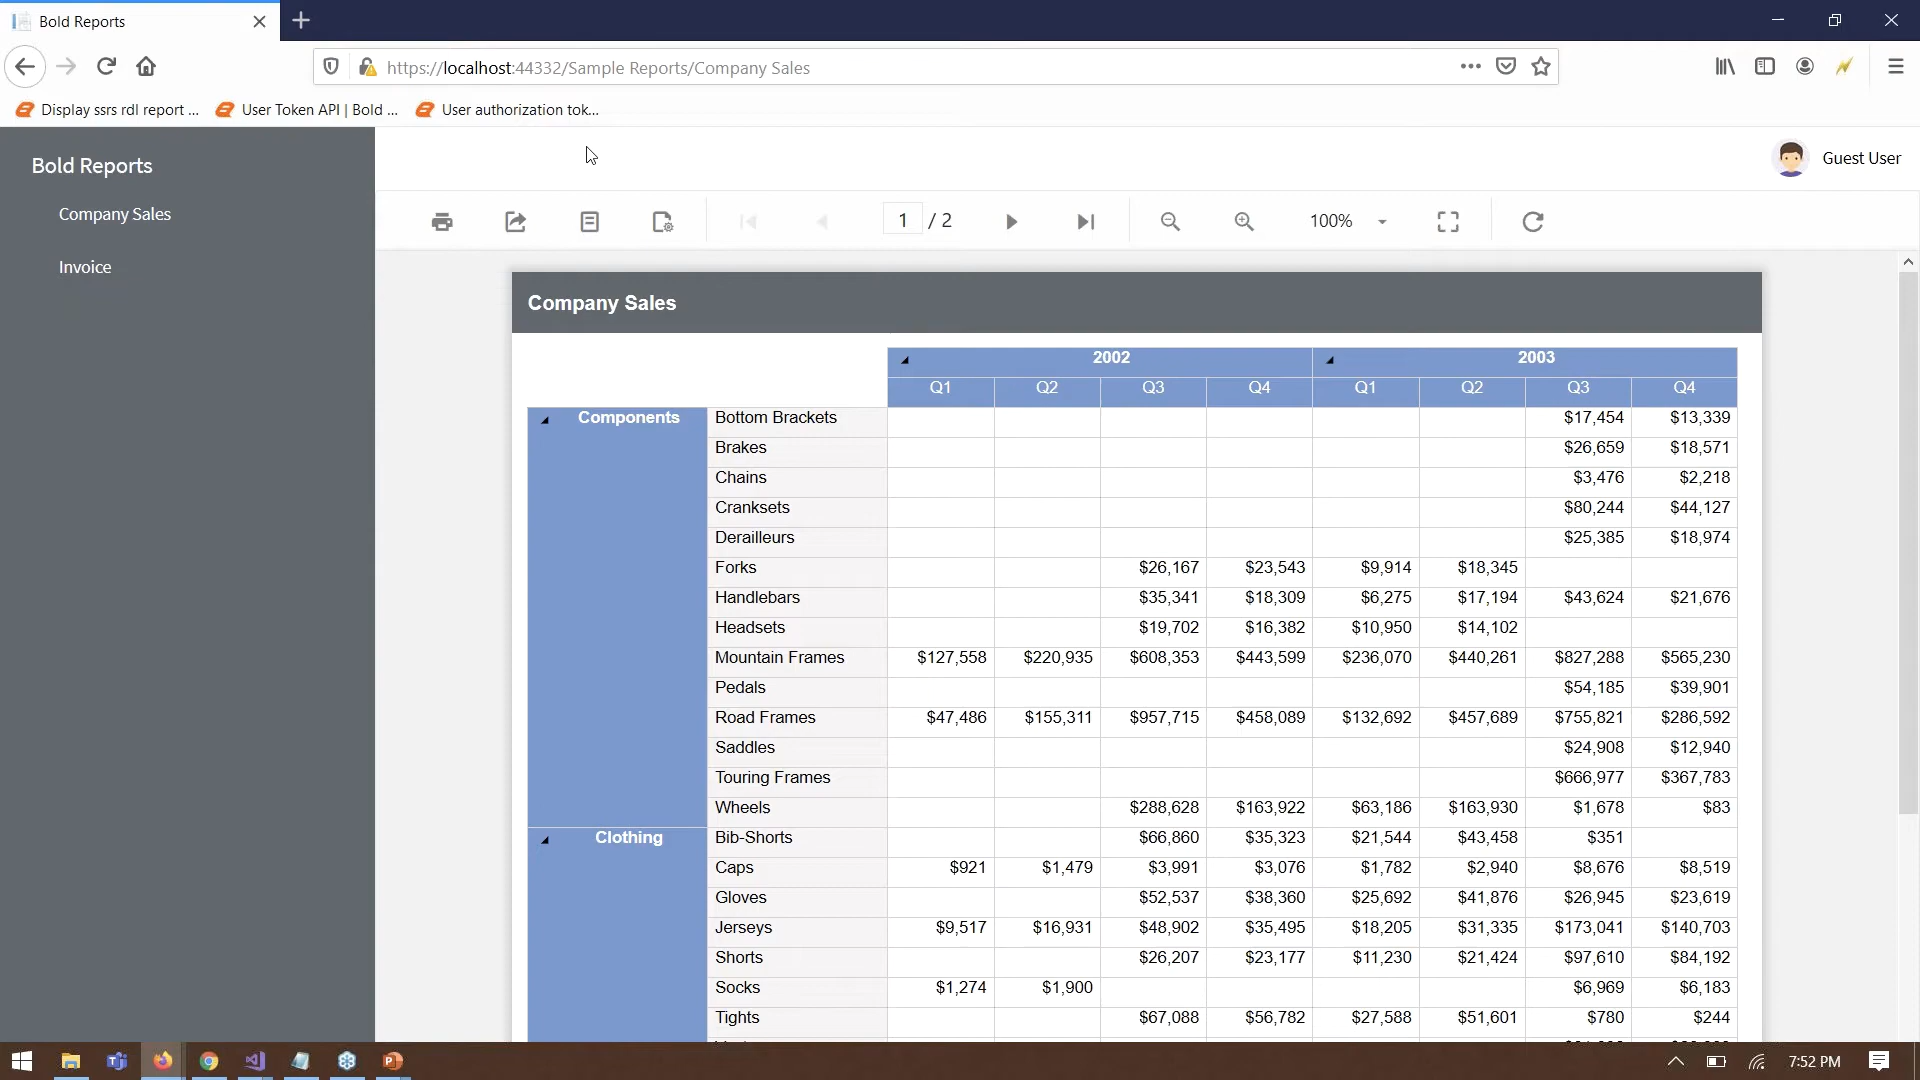 Bold Reports
https://localhost:44332/Sample Reports/Company Sales
Display ssrs rdl report ... User Token API | Bold ... User authorization tok...
Bold Reports
Company Sales
Invoice
Guest User
1 / 2 100%
Company Sales
2002 2003
Q1 Q2 Q3 Q4 Q1 Q2 Q3 Q4
Components Bottom Brackets $17,454 $13,339
Brakes $26,659 $18,571
Chains $3,476 $2,218
Cranksets $80,244 $44,127
Derailleurs $25,385 $18,974
Forks $26,167 $23,543 $9,914 $18,345
Handlebars $35,341 $18,309 $6,275 $17,194 $43,624 $21,676
Headsets $19,702 $16,382 $10,950 $14,102
Mountain Frames $127,558 $220,935 $608,353 $443,599 $236,070 $440,261 $827,288 $565,230
Pedals $54,185 $39,901
Road Frames $47,486 $155,311 $957,715 $458,089 $132,692 $457,689 $755,821 $286,592
Saddles $24,908 $12,940
Touring Frames $666,977 $367,783
Wheels $288,628 $163,922 $63,186 $163,930 $1,678 $83
Clothing Bib-Shorts $66,860 $35,323 $21,544 $43,458 $351
Caps $921 $1,479 $3,991 $3,076 $1,782 $2,940 $8,676 $8,519
Gloves $52,537 $38,360 $25,692 $41,876 $26,945 $23,619
Jerseys $9,517 $16,931 $48,902 $35,495 $18,205 $31,335 $173,041 $140,703
Shorts $26,207 $23,177 $11,230 $21,424 $97,610 $84,192
Socks $1,274 $1,900 $6,969 $6,183
Tights $67,088 $56,782 $27,588 $51,601 $780 $244
7:52 PM